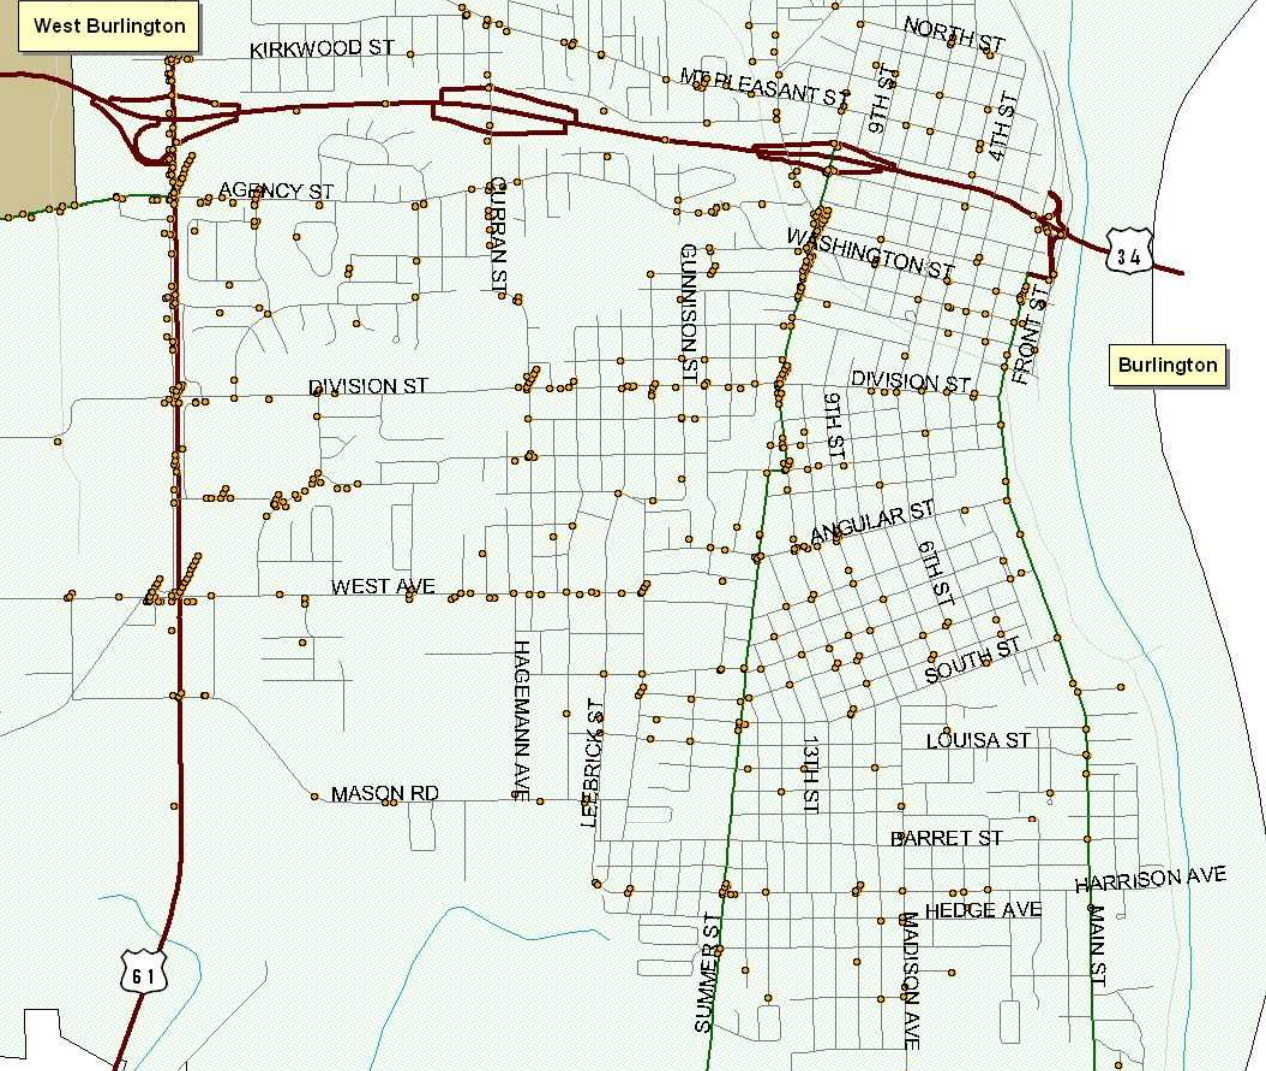 West Burlington
KIRKWOOD ST
NORTH ST
MT PLEASANT ST
9TH ST
4TH ST
AGENCY ST
CURRAN ST
WASHINGTON ST
34
GUNNISON ST
FRONT ST
Burlington
DIVISION ST
DIVISION ST
9TH ST
ANGULAR ST
6TH ST
WEST AVE
SOUTH ST
HAGEMANN AVE
LEEBRICK ST
LOUISA ST
13TH ST
MASON RD
BARRET ST
HARRISON AVE
HEDGE AVE
MAIN ST
MADISON AVE
SUMMER ST
61